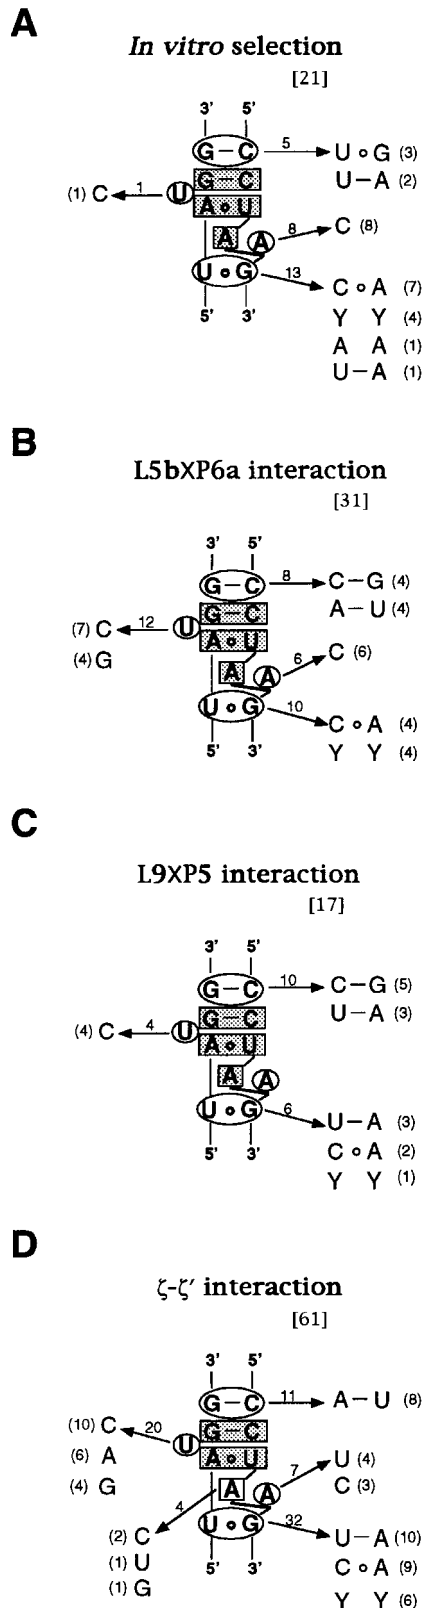 A
In vitro selection
[21]
3' 5'
G – C 5 U ∘ G (3)
G – C U – A (2)
(1) C 1 U
A ∘ U
A A 8 C (8)
U ∘ G 13 C ∘ A (7)
5' 3' Y Y (4)
A A (1)
U – A (1)
B
L5bXP6a interaction
[31]
3' 5'
G – C 8 C – G (4)
G – C A – U (4)
(7) C 12 U
A ∘ U C (6)
(4) G
A A 6
U ∘ G 10 C ∘ A (4)
5' 3' Y Y (4)
C
L9XP5 interaction
[17]
3' 5'
G – C 10 C – G (5)
G – C U – A (3)
(4) C 4 U
A ∘ U
A A
U ∘ G 6 U – A (3)
5' 3' C ∘ A (2)
Y Y (1)
D
ζ-ζ' interaction
[61]
3' 5'
G – C 11 A – U (8)
(10) C 20 U G – C
(6) A A ∘ U U (4)
(4) G 4 A A 7 C (3)
(2) C U ∘ G 32 U – A (10)
(1) U 5' 3' C ∘ A (9)
(1) G Y Y (6)